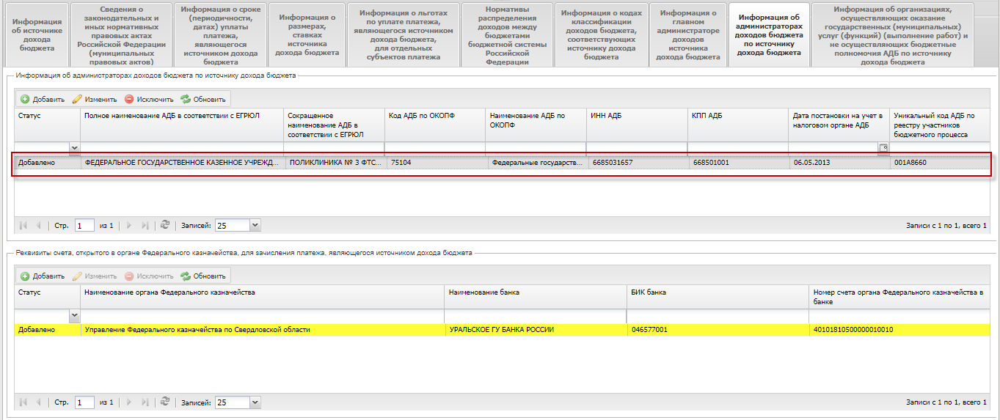 Информация
об источнике
дохода
бюджета
Сведения о
законодательных и
иных нормативных
правовых актах
Российской Федерации
(муниципальных
правовых актов)
Информация о сроке
(периодичности,
датах) уплаты
платежа,
являющегося
источником дохода
бюджета
Информация о
размерах,
ставках
источника
дохода бюджета
Информация о льготах
по уплате платежа,
являющегося источником
дохода бюджета,
для отдельных
субъектов платежа
Нормативы
распределения
доходов между
бюджетами
бюджетной системы
Российской
Федерации
Информация о кодах
классификации
доходов бюджета,
соответствующих
источнику дохода
бюджета
Информация о
главном
администраторе
доходов
источника
дохода бюджета
Информация об
администраторах
доходов бюджета
по источнику
дохода бюджета
Информация об организациях,
осуществляющих оказание
государственных (муниципальных)
услуг (функций) (выполнение работ) и
не осуществляющих бюджетные
полномочия АДБ по источнику
дохода бюджета
Информация об администраторах доходов бюджета по источнику дохода бюджета
Добавить Изменить Исключить Обновить
Статус
Полное наименование АДБ в соответствии с ЕГРЮЛ
Сокращенное
наименование АДБ в
соответствии с ЕГРЮЛ
Код АДБ по ОКОПФ
Наименование АДБ по
ОКОПФ
ИНН АДБ
КПП АДБ
Дата постановки на учет в
налоговом органе АДБ
Уникальный код АДБ по
реестру участников
бюджетного процесса
Добавлено ФЕДЕРАЛЬНОЕ ГОСУДАРСТВЕННОЕ КАЗЕННОЕ УЧРЕЖД... ПОЛИКЛИНИКА № 3 ФТС... 75104 Федеральные государств... 6685031657 668501001 06.05.2013 001А8660
Стр. 1 из 1 Записей: 25 Записи с 1 по 1, всего 1
Реквизиты счета, открытого в органе Федерального казначейства, для зачисления платежа, являющегося источником дохода бюджета
Добавить Изменить Исключить Обновить
Статус
Наименование органа Федерального казначейства
Наименование банка
БИК банка
Номер счета органа Федерального казначейства в
банке
Добавлено Управление Федерального казначейства по Свердловской области УРАЛЬСКОЕ ГУ БАНКА РОССИИ 046577001 40101810500000010010
Стр. 1 из 1 Записей: 25 Записи с 1 по 1, всего 1